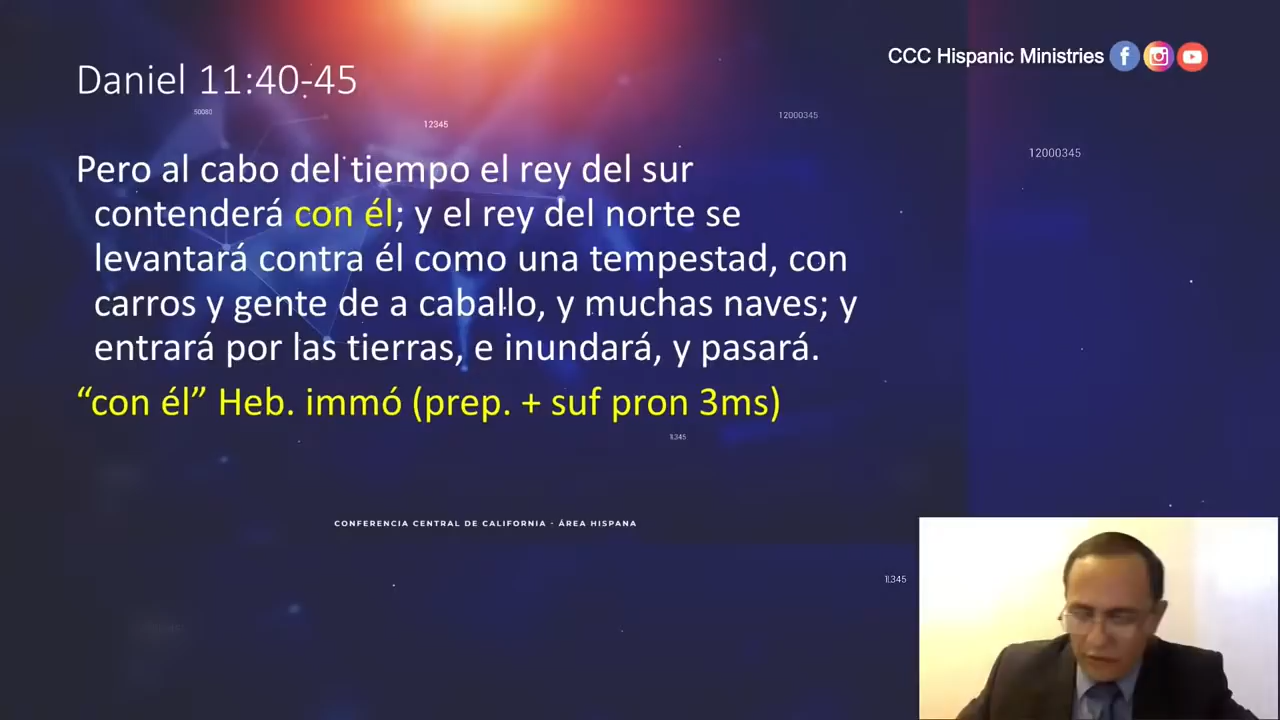 CCC Hispanic Ministries
Daniel 11:40-45
50080
12345
12000345
12000345
Pero al cabo del tiempo el rey del sur
contenderá con él; y el rey del norte se
levantará contra él como una tempestad, con
carros y gente de a caballo, y muchas naves; y
entrará por las tierras, e inundará, y pasará.
“con él” Heb. immó (prep. + suf pron 3ms)
CONFERENCIA CENTRAL DE CALIFORNIA - ÁREA HISPANA